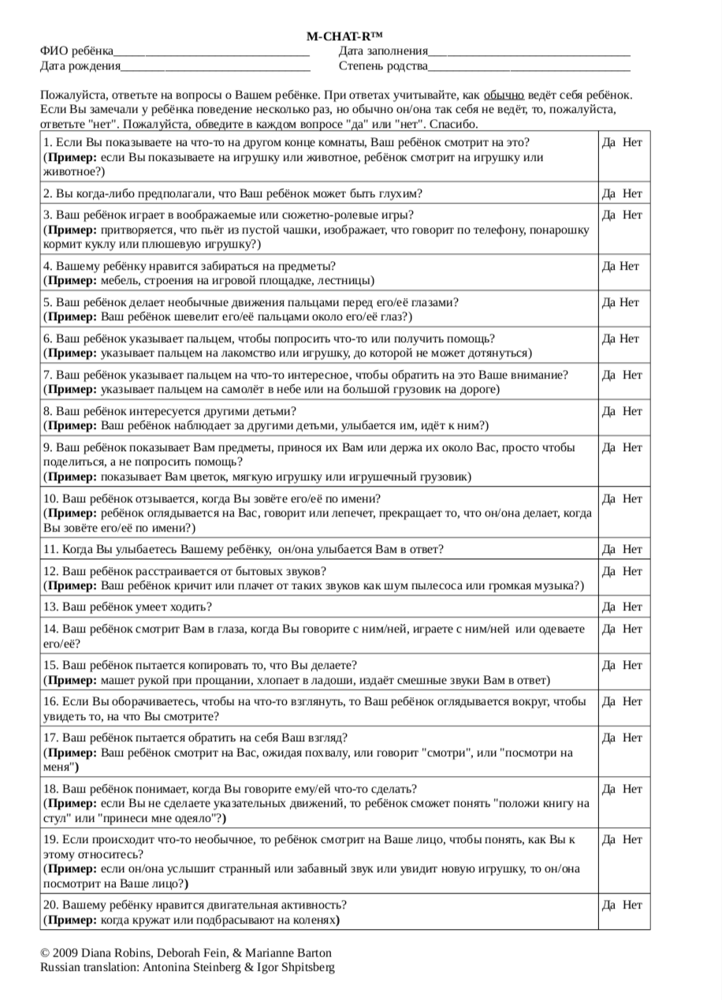 M-CHAT-R™
ФИО ребёнка_______________________________ Дата заполнения________________________________
Дата рождения______________________________ Степень родства________________________________
Пожалуйста, ответьте на вопросы о Вашем ребёнке. При ответах учитывайте, как обычно ведёт себя ребёнок.
Если Вы замечали у ребёнка поведение несколько раз, но обычно он/она так себя не ведёт, то, пожалуйста,
ответьте "нет". Пожалуйста, обведите в каждом вопросе "да" или "нет". Спасибо.
1. Если Вы показываете на что-то на другом конце комнаты, Ваш ребёнок смотрит на это? Да Нет
(Пример: если Вы показываете на игрушку или животное, ребёнок смотрит на игрушку или
животное?)
2. Вы когда-либо предполагали, что Ваш ребёнок может быть глухим? Да Нет
3. Ваш ребёнок играет в воображаемые или сюжетно-ролевые игры? Да Нет
(Пример: притворяется, что пьёт из пустой чашки, изображает, что говорит по телефону, понарошку
кормит куклу или плюшевую игрушку?)
4. Вашему ребёнку нравится забираться на предметы? Да Нет
(Пример: мебель, строения на игровой площадке, лестницы)
5. Ваш ребёнок делает необычные движения пальцами перед его/её глазами? Да Нет
(Пример: Ваш ребёнок шевелит его/её пальцами около его/её глаз?)
6. Ваш ребёнок указывает пальцем, чтобы попросить что-то или получить помощь? Да Нет
(Пример: указывает пальцем на лакомство или игрушку, до которой не может дотянуться)
7. Ваш ребёнок указывает пальцем на что-то интересное, чтобы обратить на это Ваше внимание? Да Нет
(Пример: указывает пальцем на самолёт в небе или на большой грузовик на дороге)
8. Ваш ребёнок интересуется другими детьми? Да Нет
(Пример: Ваш ребёнок наблюдает за другими детьми, улыбается им, идёт к ним?)
9. Ваш ребёнок показывает Вам предметы, принося их Вам или держа их около Вас, просто чтобы Да Нет
поделиться, а не попросить помощь?
(Пример: показывает Вам цветок, мягкую игрушку или игрушечный грузовик)
10. Ваш ребёнок отзывается, когда Вы зовёте его/её по имени? Да Нет
(Пример: ребёнок оглядывается на Вас, говорит или лепечет, прекращает то, что он/она делает, когда
Вы зовёте его/её по имени?)
11. Когда Вы улыбаетесь Вашему ребёнку, он/она улыбается Вам в ответ? Да Нет
12. Ваш ребёнок расстраивается от бытовых звуков? Да Нет
(Пример: Ваш ребёнок кричит или плачет от таких звуков как шум пылесоса или громкая музыка?)
13. Ваш ребёнок умеет ходить? Да Нет
14. Ваш ребёнок смотрит Вам в глаза, когда Вы говорите с ним/ней, играете с ним/ней или одеваете Да Нет
его/её?
15. Ваш ребёнок пытается копировать то, что Вы делаете? Да Нет
(Пример: машет рукой при прощании, хлопает в ладоши, издаёт смешные звуки Вам в ответ)
16. Если Вы оборачиваетесь, чтобы на что-то взглянуть, то Ваш ребёнок оглядывается вокруг, чтобы Да Нет
увидеть то, на что Вы смотрите?
17. Ваш ребёнок пытается обратить на себя Ваш взгляд? Да Нет
(Пример: Ваш ребёнок смотрит на Вас, ожидая похвалу, или говорит "смотри", или "посмотри на
меня")
18. Ваш ребёнок понимает, когда Вы говорите ему/ей что-то сделать? Да Нет
(Пример: если Вы не сделаете указательных движений, то ребёнок сможет понять "положи книгу на
стул" или "принеси мне одеяло"?)
19. Если происходит что-то необычное, то ребёнок смотрит на Ваше лицо, чтобы понять, как Вы к Да Нет
этому относитесь?
(Пример: если он/она услышит странный или забавный звук или увидит новую игрушку, то он/она
посмотрит на Ваше лицо?)
20. Вашему ребёнку нравится двигательная активность? Да Нет
(Пример: когда кружат или подбрасывают на коленях)
© 2009 Diana Robins, Deborah Fein, & Marianne Barton
Russian translation: Antonina Steinberg & Igor Shpitsberg